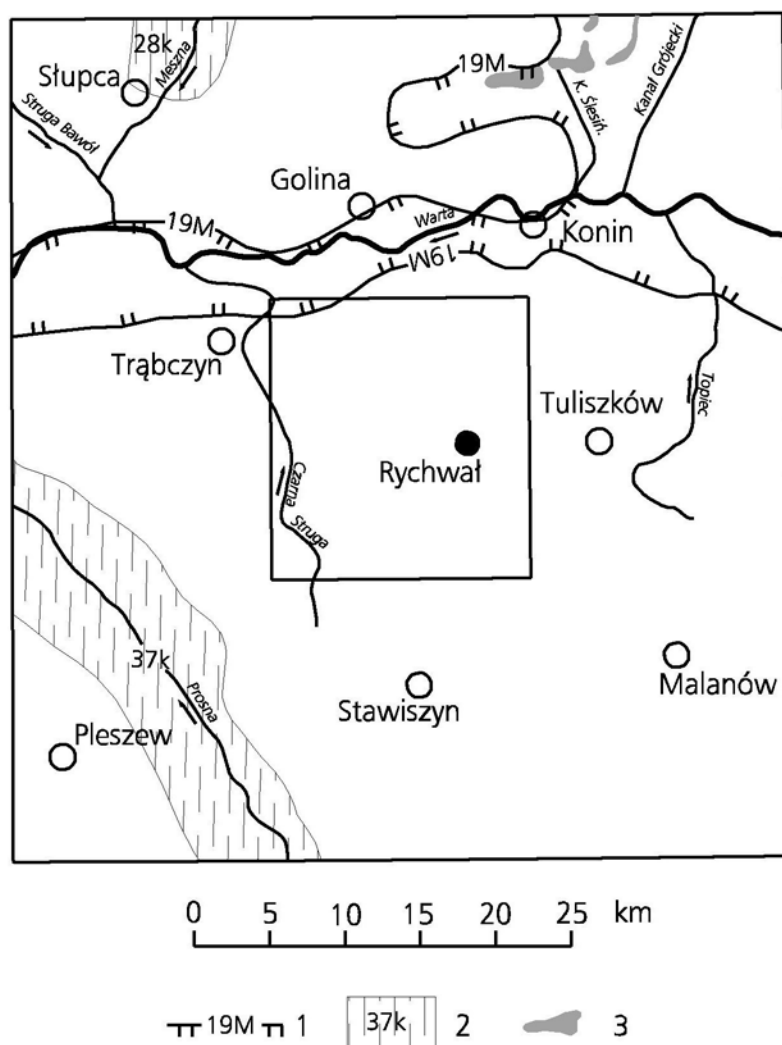 28k
Słupca
Meszna
19M
K. Ślesiń.
Kanał Grójecki
Struga Bawół
Golina
19M
Warta
Konin
19M
Trąbczyn
Tuliszków
Topiec
Rychwał
Czarna
Struga
37k
Prosna
Pleszew
Stawiszyn
Malanów
0 5 10 15 20 25 km
19M 1 37k 2 3